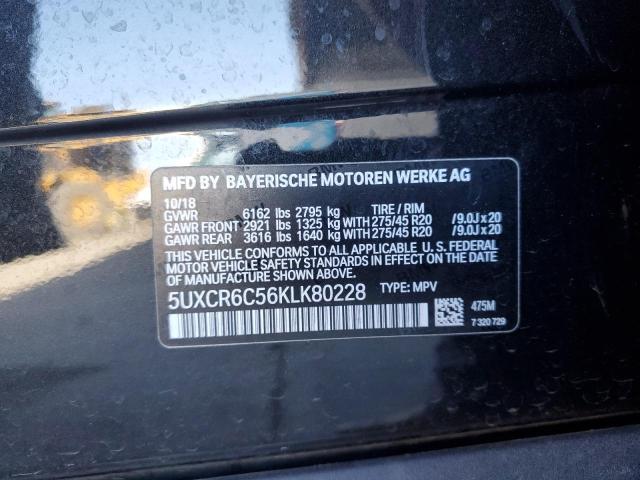 MFD BY BAYERISCHE MOTOREN WERKE AG
10/18
GVWR 6162 lbs 2795 kg TIRE / RIM
GAWR FRONT 2921 lbs 1325 kg WITH 275/45 R20 /9.0J x 20
GAWR REAR 3616 lbs 1640 kg WITH 275/45 R20 /9.0J x 20
THIS VEHICLE CONFORMS TO ALL APPLICABLE U. S. FEDERAL
MOTOR VEHICLE SAFETY STANDARDS IN EFFECT ON THE
DATE OF MANUFACTURE SHOWN ABOVE.
5UXCR6C56KLK80228 TYPE: MPV
475M
7 320 729